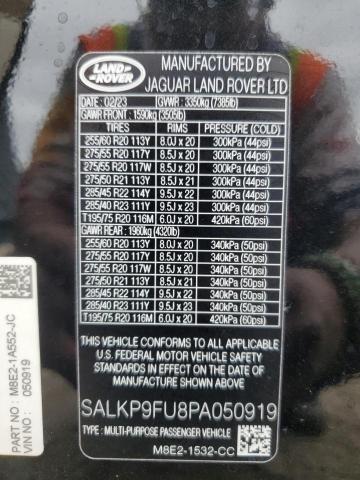 LAND
ROVER
MANUFACTURED BY
JAGUAR LAND ROVER LTD
DATE: 02/23 GVWR : 3350kg (7385lb)
GAWR FRONT : 1590kg (3505lb)
TIRES RIMS PRESSURE (COLD)
255/60 R20 113Y 8.0J x 20 300kPa (44psi)
275/55 R20 117Y 8.0J x 20 300kPa (44psi)
275/55 R20 117W 8.0J x 20 300kPa (44psi)
275/50 R21 113Y 8.5J x 21 300kPa (44psi)
285/45 R22 114Y 9.5J x 22 300kPa (44psi)
285/40 R23 111Y 9.5J x 23 300kPa (44psi)
T195/75 R20 116M 6.0J x 20 420kPa (60psi)
GAWR REAR: 1960kg (4320lb)
255/60 R20 113Y 8.0J x 20 340kPa (50psi)
275/55 R20 117Y 8.0J x 20 340kPa (50psi)
275/55 R20 117W 8.0J x 20 340kPa (50psi)
275/50 R21 113Y 8.5J x 21 340kPa (50psi)
285/45 R22 114Y 9.5J x 22 340kPa (50psi)
285/40 R23 111Y 9.5J x 23 340kPa (50psi)
T195/75 R20 116M 6.0J x 20 420kPa (60psi)
THIS VEHICLE CONFORMS TO ALL APPLICABLE
FEDERAL MOTOR VEHICLE SAFETY STANDARDS
IN EFFECT ON THE DATE OF MANUFACTURE
SHOWN ABOVE.
SALKP9FU8PA050919
TYPE: MULTI-PURPOSE PASSENGER VEHICLE
M8E2-1532-CC
PART NO : M8E2-1A552-JC
VIN NO : 050919